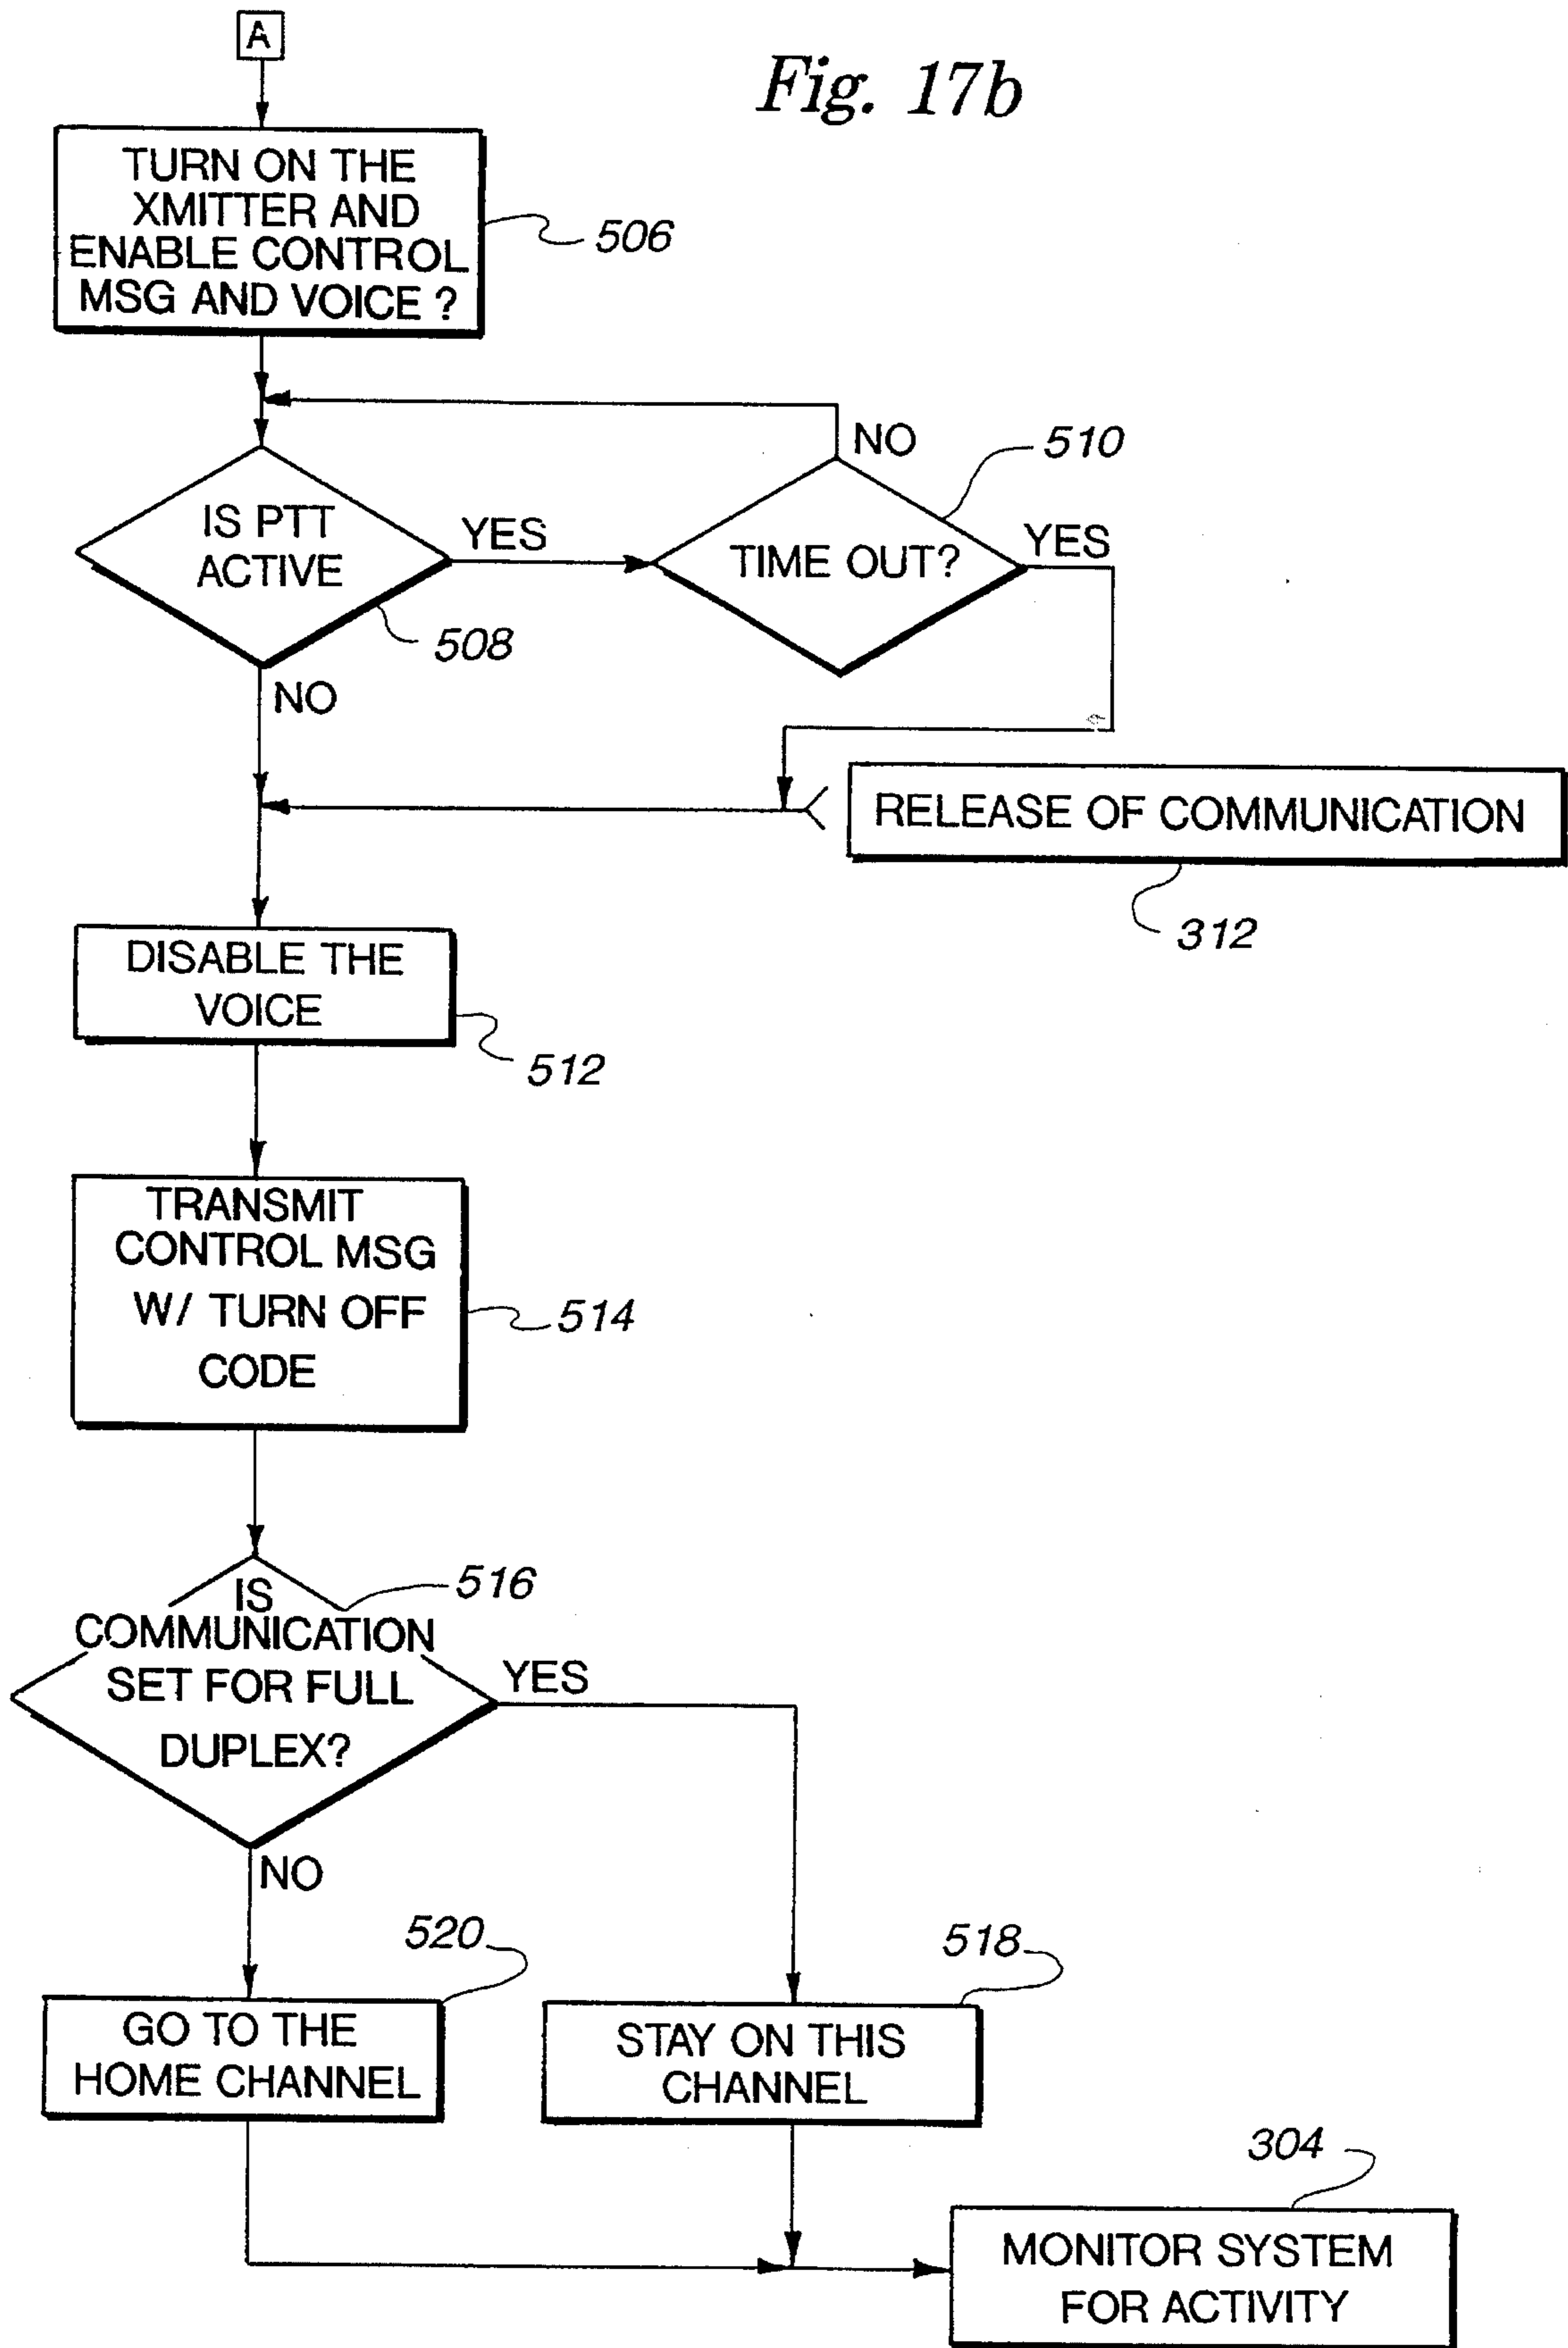 A
Fig. 17b
TURN ON THE
XMITTER AND
ENABLE CONTROL
MSG AND VOICE ?
506
NO
510
IS PTT
ACTIVE
YES
TIME OUT?
YES
508
NO
RELEASE OF COMMUNICATION
312
DISABLE THE
VOICE
512
TRANSMIT
CONTROL MSG
W/ TURN OFF
CODE
514
IS
COMMUNICATION
SET FOR FULL
DUPLEX?
516
YES
NO
520
518
GO TO THE
HOME CHANNEL
STAY ON THIS
CHANNEL
304
MONITOR SYSTEM
FOR ACTIVITY